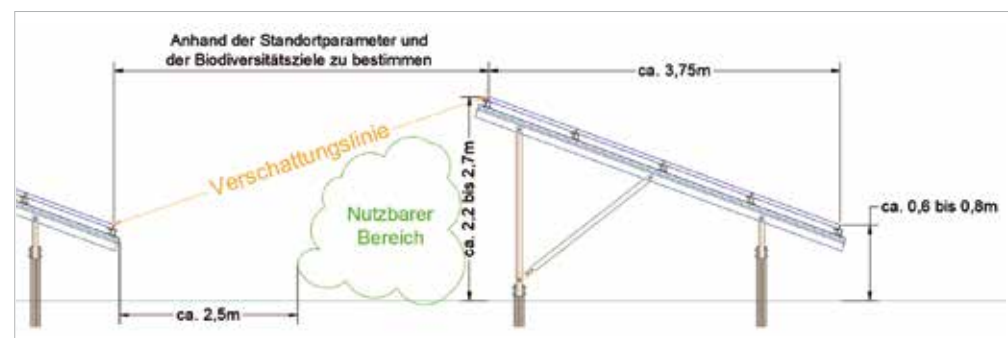 Anhand der Standortparameter und
der Biodiversitätsziele zu bestimmen
ca. 3,75m
Verschattungslinie
ca. 2,2 bis 2,7m
Nutzbarer
Bereich
ca. 0,6 bis 0,8m
ca. 2,5m